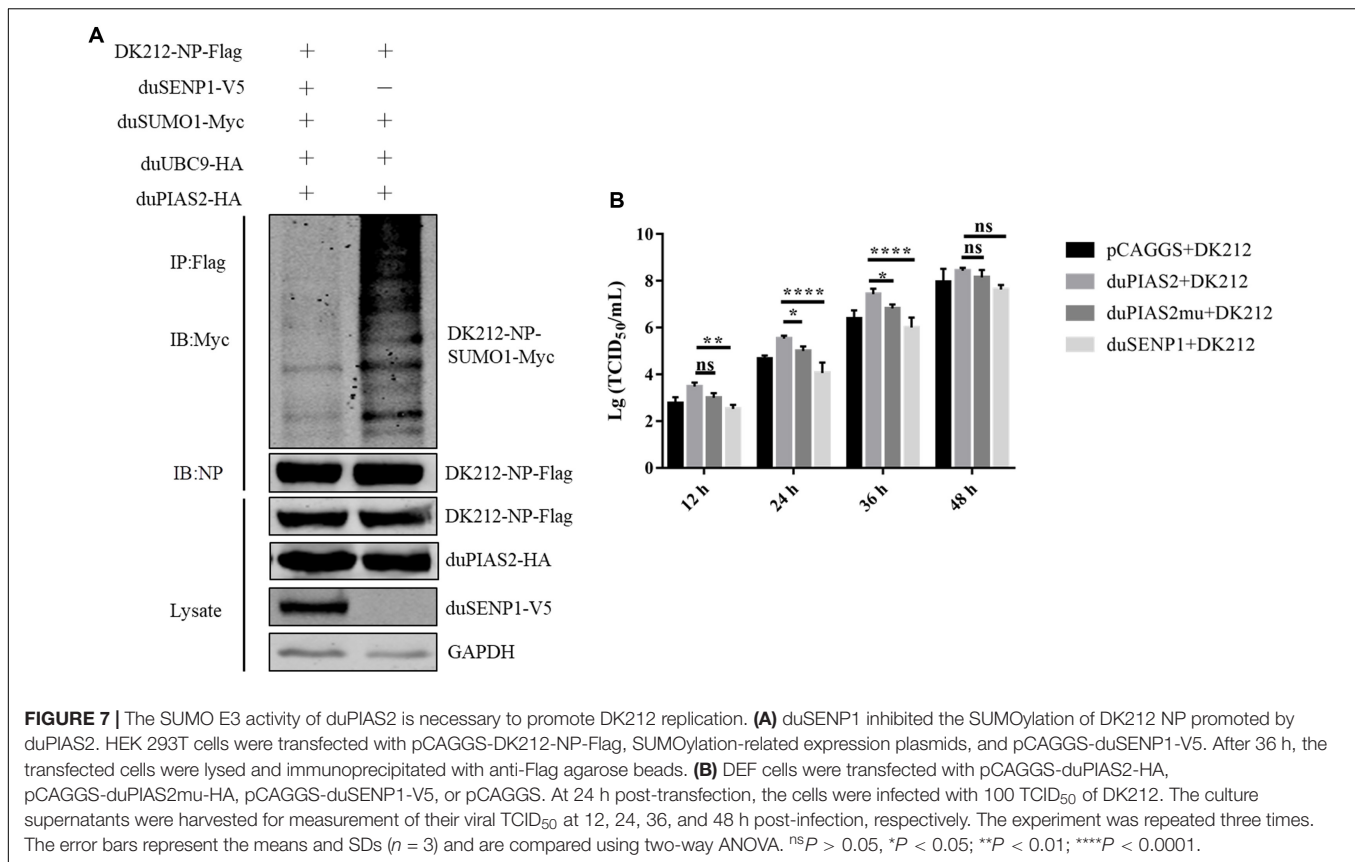 A
DK212-NP-Flag + +
duSENP1-V5 + −
duSUMO1-Myc + +
duUBC9-HA + +
duPIAS2-HA + +
IP:Flag
IB:Myc
DK212-NP-
SUMO1-Myc
IB:NP
DK212-NP-Flag
DK212-NP-Flag
duPIAS2-HA
Lysate
duSENP1-V5
GAPDH
B
Lg (TCID50/mL)
10
8
6
4
2
0
** ns
**** *
**** *
ns ns
12 h 24 h 36 h 48 h
pCAGGS+DK212
duPIAS2+DK212
duPIAS2mu+DK212
duSENP1+DK212
FIGURE 7 | The SUMO E3 activity of duPIAS2 is necessary to promote DK212 replication. (A) duSENP1 inhibited the SUMOylation of DK212 NP promoted by
duPIAS2. HEK 293T cells were transfected with pCAGGS-DK212-NP-Flag, SUMOylation-related expression plasmids, and pCAGGS-duSENP1-V5. After 36 h, the
transfected cells were lysed and immunoprecipitated with anti-Flag agarose beads. (B) DEF cells were transfected with pCAGGS-duPIAS2-HA,
pCAGGS-duPIAS2mu-HA, pCAGGS-duSENP1-V5, or pCAGGS. At 24 h post-transfection, the cells were infected with 100 TCID50 of DK212. The culture
supernatants were harvested for measurement of their viral TCID50 at 12, 24, 36, and 48 h post-infection, respectively. The experiment was repeated three times.
The error bars represent the means and SDs (n = 3) and are compared using two-way ANOVA. nsP > 0.05, *P < 0.05; **P < 0.01; ****P < 0.0001.